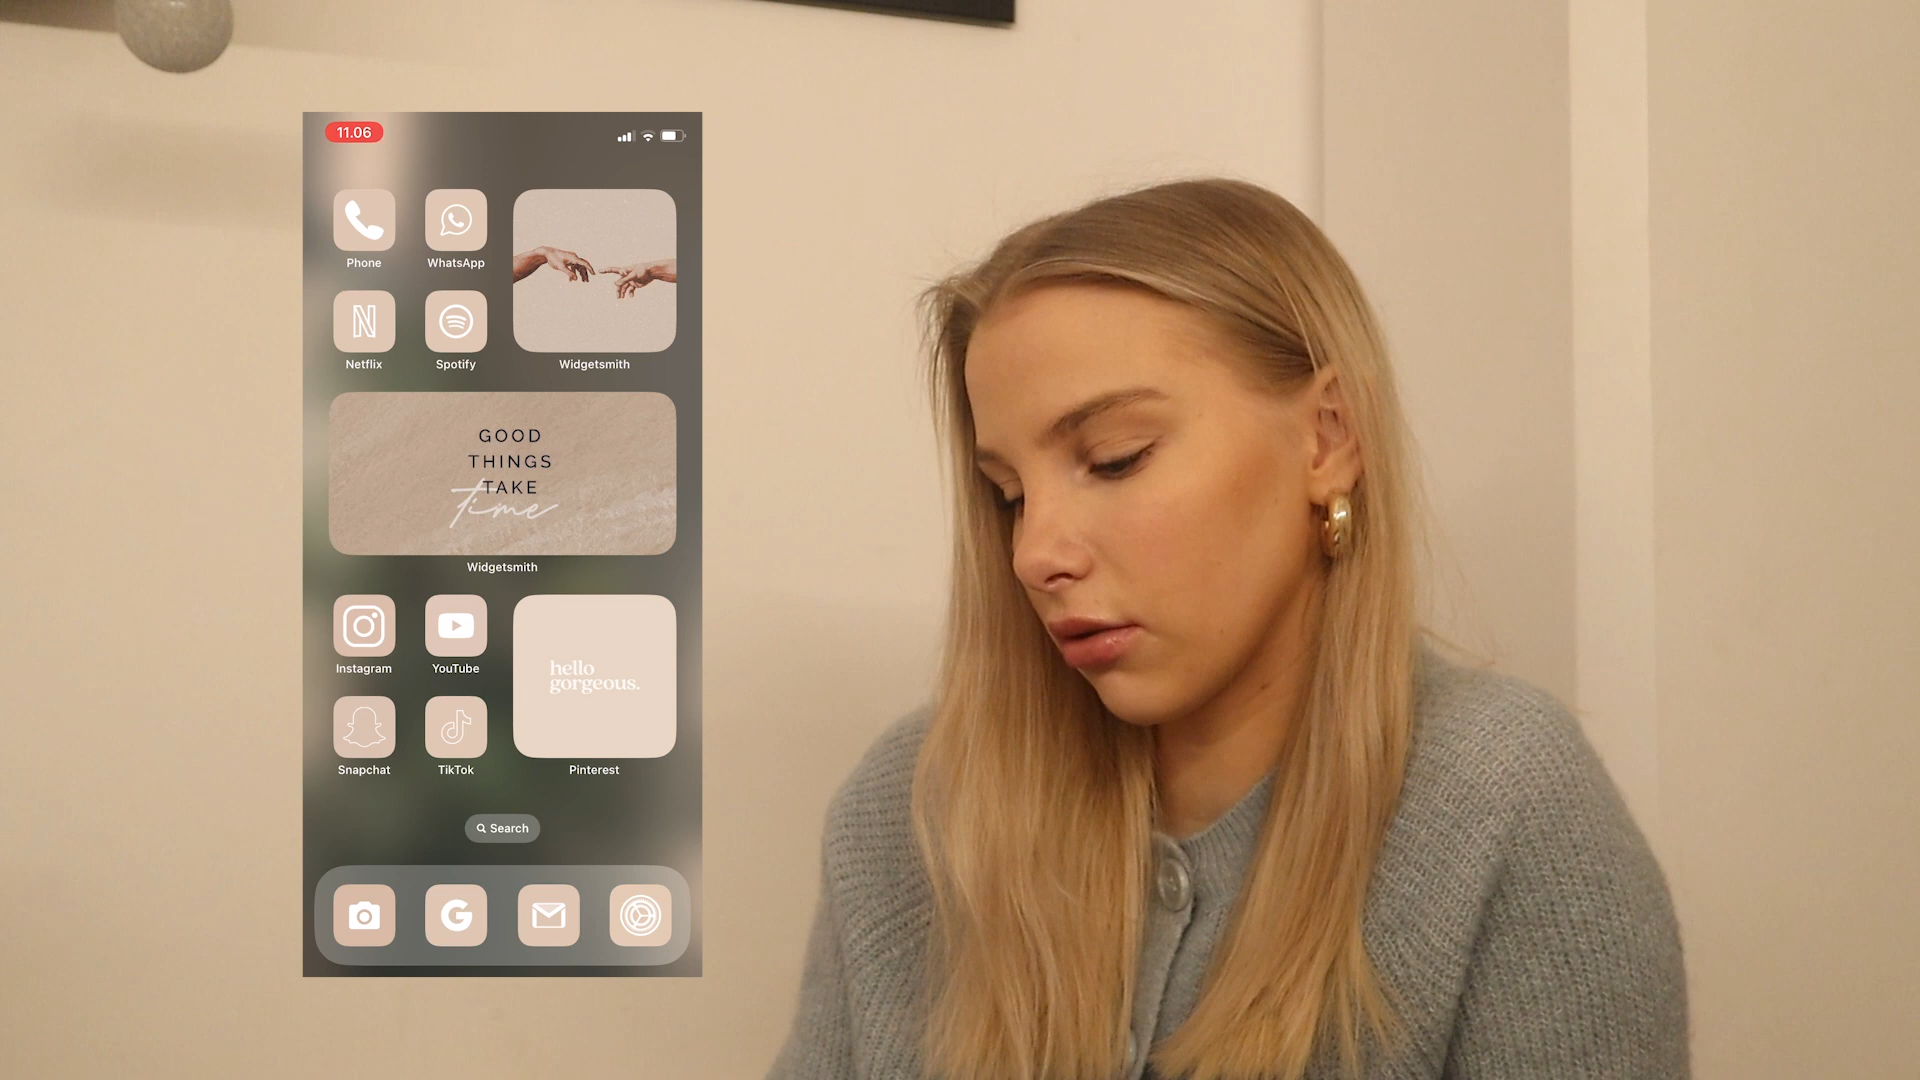 11.06
Phone
WhatsApp
Netflix
Spotify
Widgetsmith
GOOD
THINGS
TAKE
time
Widgetsmith
Instagram
YouTube
hello
gorgeous.
Snapchat
TikTok
Pinterest
Search